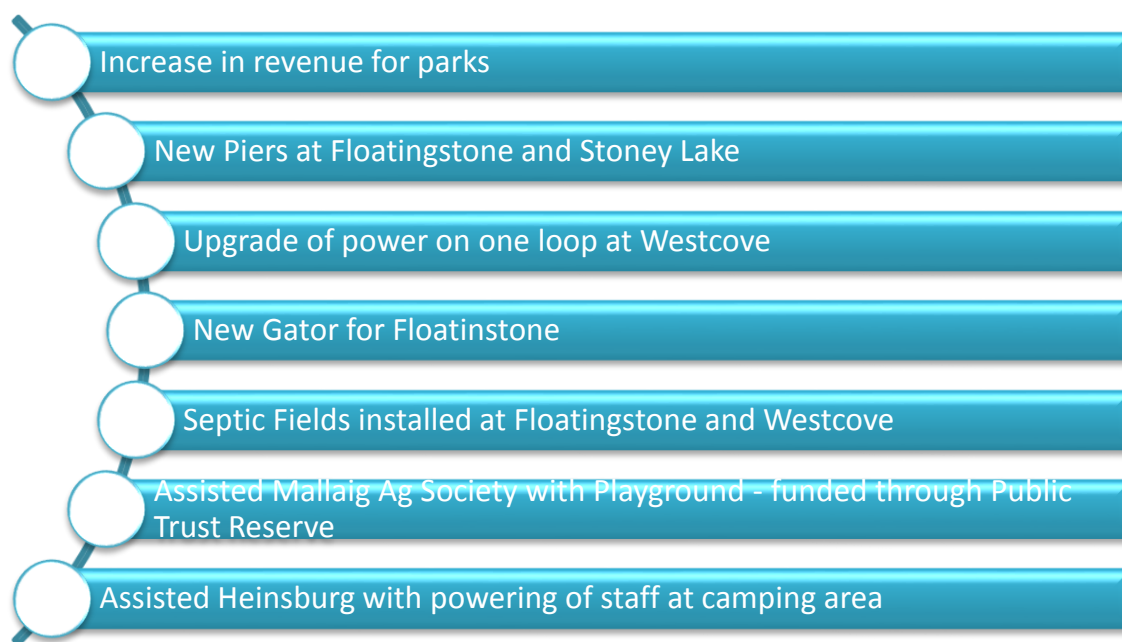 Increase in revenue for parks
New Piers at Floatingstone and Stoney Lake
Upgrade of power on one loop at Westcove
New Gator for Floatinstone
Septic Fields installed at Floatingstone and Westcove
Assisted Mallaig Ag Society with Playground - funded through Public
Trust Reserve
Assisted Heinsburg with powering of staff at camping area